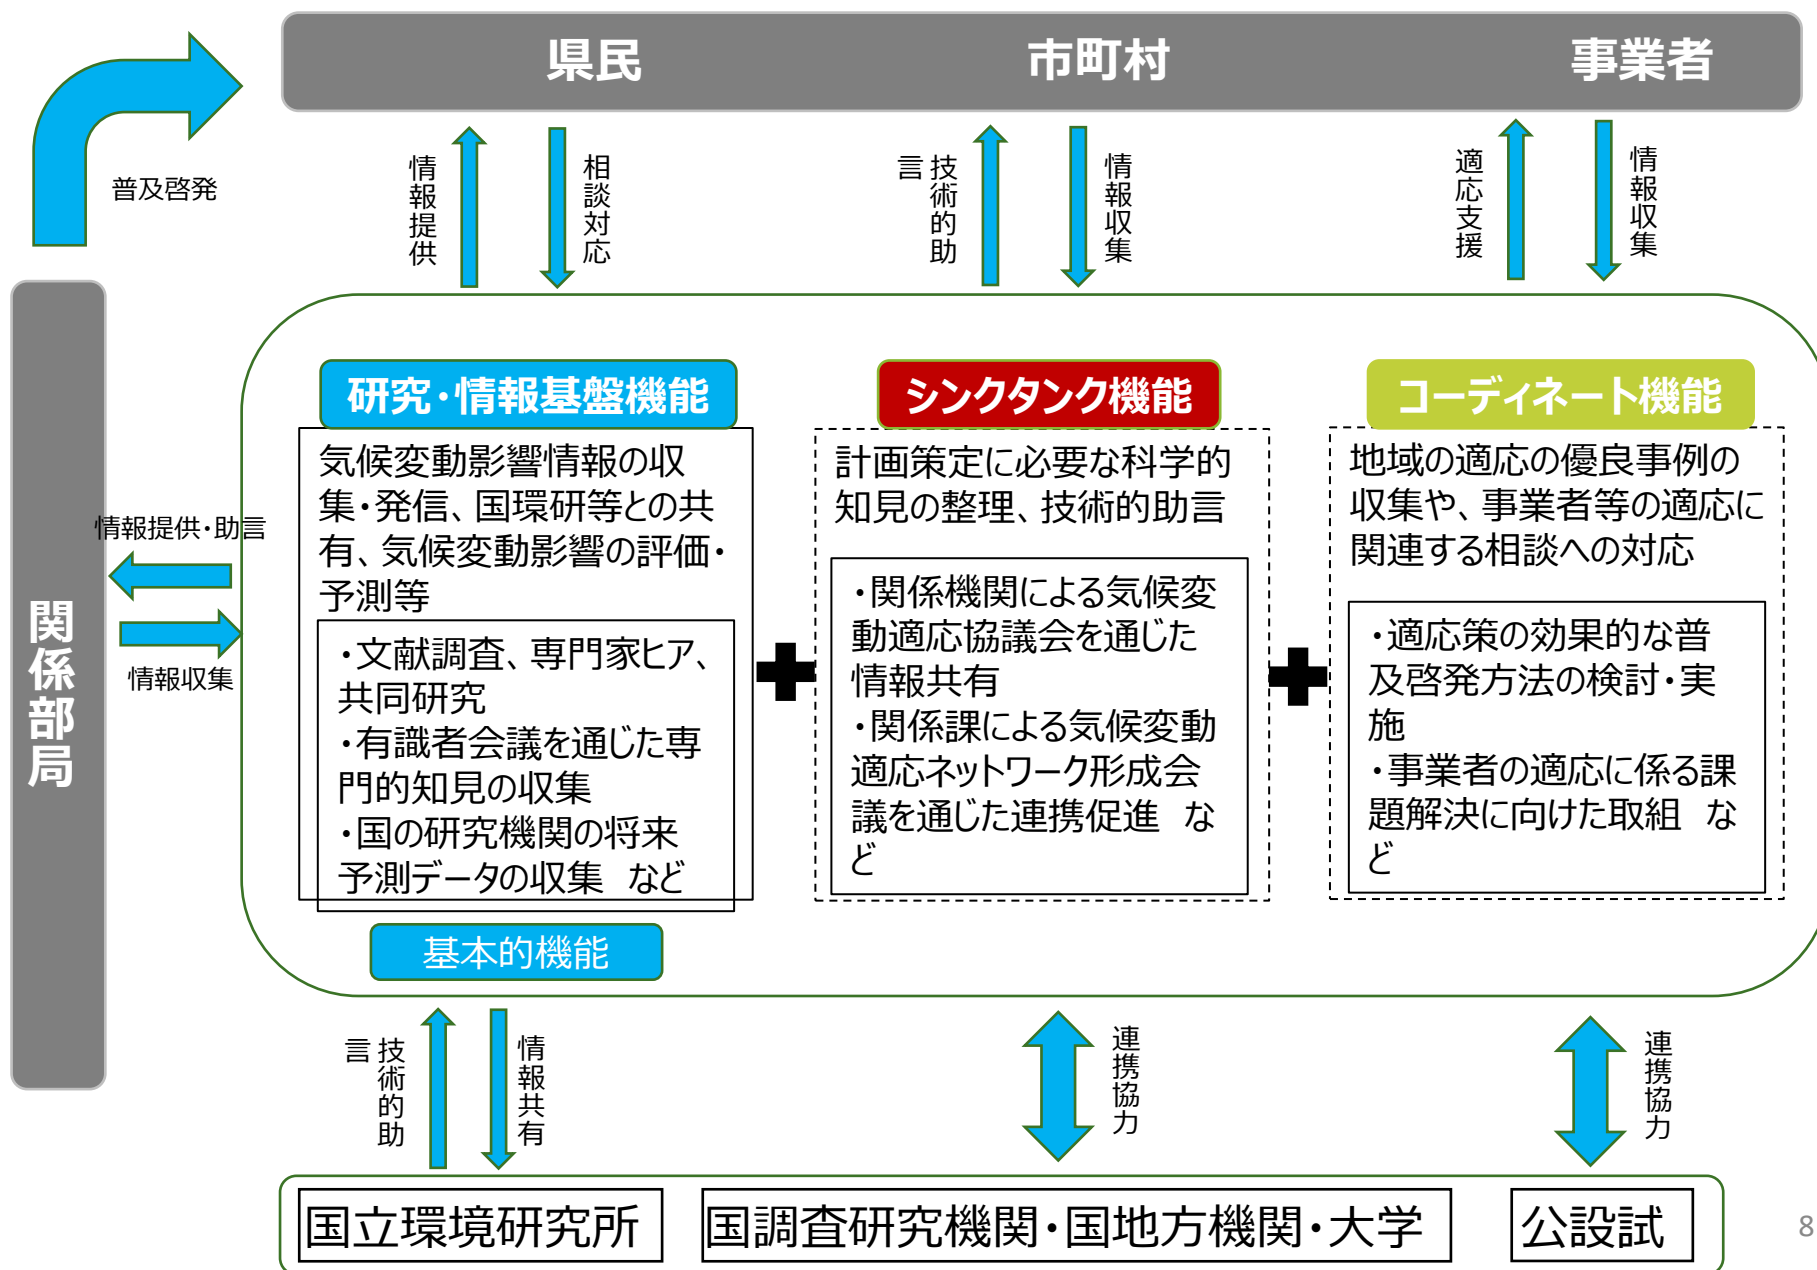 県民
市町村
事業者
普及啓発
情報提供
相談対応
技術的助
言
情報収集
適応支援
情報収集
関係部局
情報提供・助言
情報収集
研究・情報基盤機能
気候変動影響情報の収
集・発信、国環研等との共
有、気候変動影響の評価・
予測等
・文献調査、専門家ヒア、
共同研究
・有識者会議を通じた専
門的知見の収集
・国の研究機関の将来
予測データの収集　など
基本的機能
シンクタンク機能
計画策定に必要な科学的
知見の整理、技術的助言
・関係機関による気候変
動適応協議会を通じた
情報共有
・関係課による気候変動
適応ネットワーク形成会
議を通じた連携促進　な
ど
コーディネート機能
地域の適応の優良事例の
収集や、事業者等の適応に
関連する相談への対応
・適応策の効果的な普
及啓発方法の検討・実
施
・事業者の適応に係る課
題解決に向けた取組　な
ど
技術的助
言
情報共有
連携協力
連携協力
国立環境研究所
国調査研究機関・国地方機関・大学
公設試
8